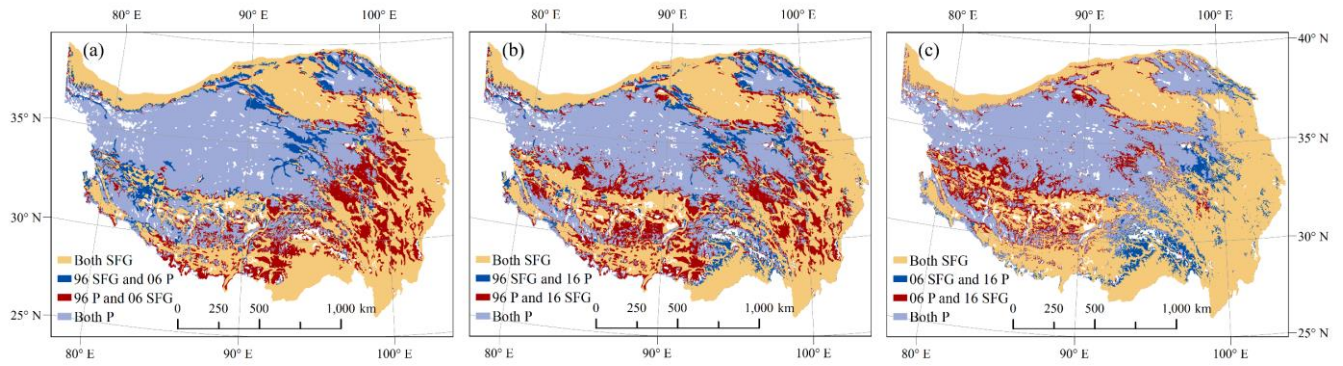 80° E 90° E 100° E 80° E 90° E 100° E 80° E 90° E 100° E
(a) (b) (c) 40° N
35° N 35° N
30° N 30° N
Both SFG
96 SFG and 06 P
96 P and 06 SFG
Both P
0 250 500 1,000 km
Both SFG
96 SFG and 16 P
96 P and 16 SFG
Both P
0 250 500 1,000 km
Both SFG
06 SFG and 16 P
06 P and 16 SFG
Both P
0 250 500 1,000 km
25° N 25° N
80° E 90° E 100° E 80° E 90° E 100° E 80° E 90° E 100° E